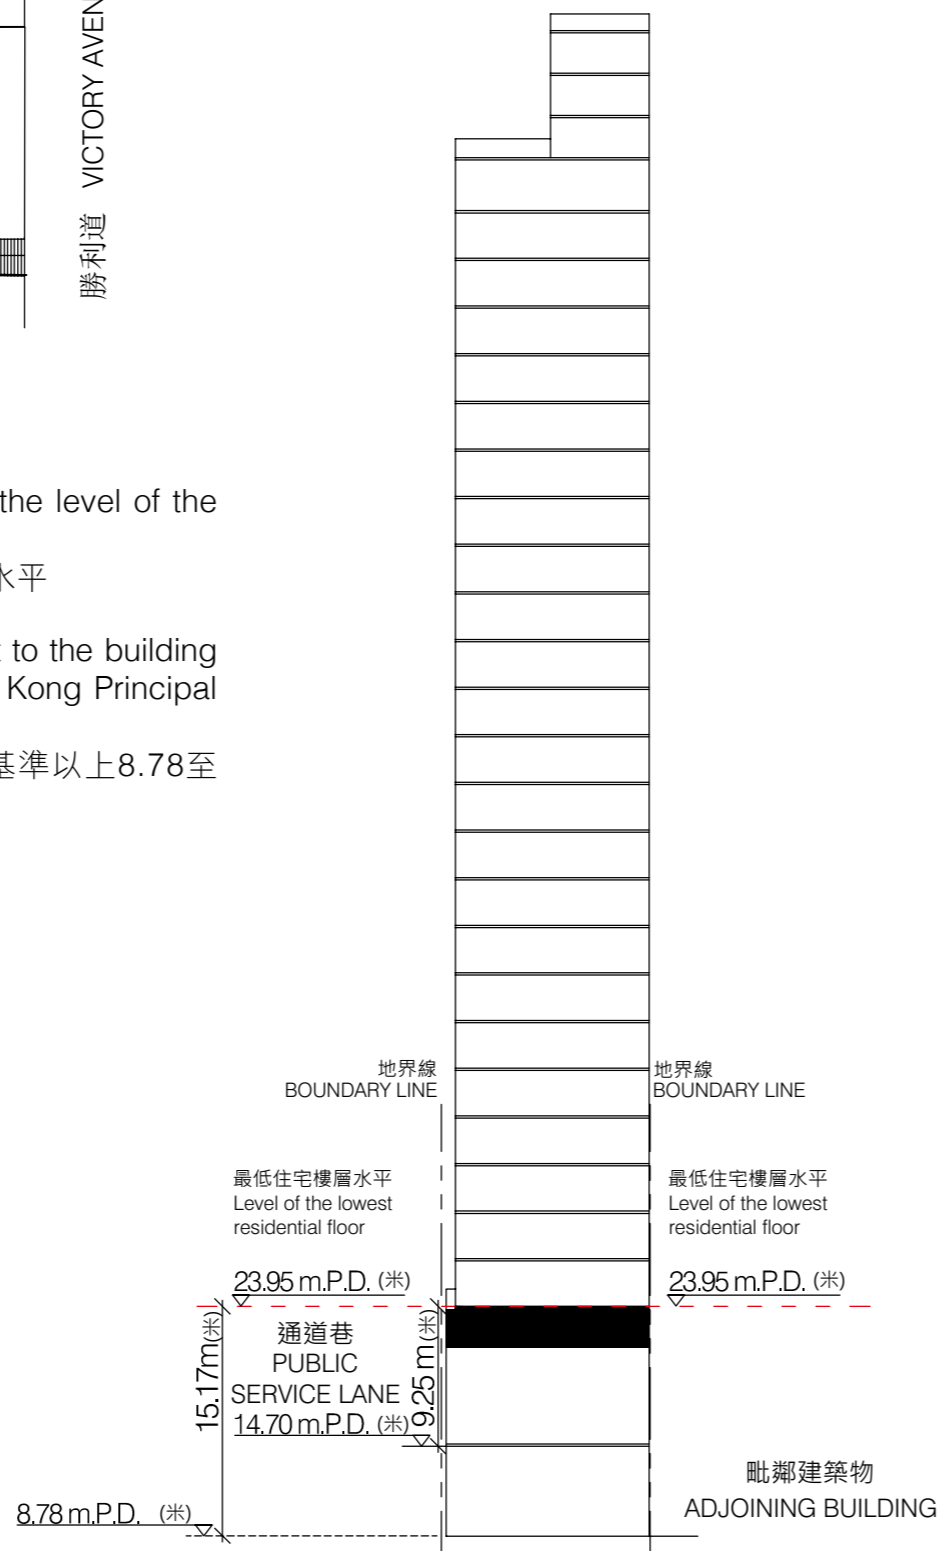 勝利道 VICTORY AVEN
the level of the
水平
to the building
Kong Principal
基準以上8.78至
地界線
BOUNDARY LINE
地界線
BOUNDARY LINE
最低住宅樓層水平
Level of the lowest
residential floor
23.95 m.P.D. (米)
最低住宅樓層水平
Level of the lowest
residential floor
23.95 m.P.D. (米)
15.17m(米)
通道巷
PUBLIC
SERVICE LANE
14.70 m.P.D. (米)
9.25 m(米)
8.78 m.P.D. (米)
毗鄰建築物
ADJOINING BUILDING